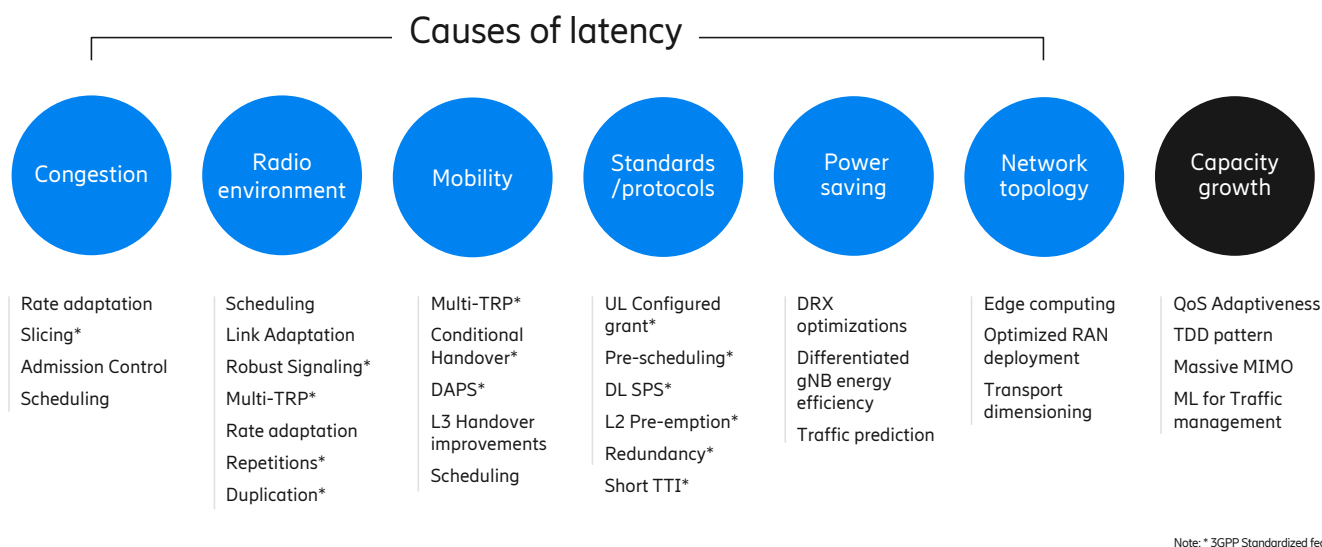 Causes of latency
Congestion
Radio
environment
Mobility
Standards
/protocols
Power
saving
Network
topology
Capacity
growth
Rate adaptation
Slicing*
Admission Control
Scheduling
Scheduling
Link Adaptation
Robust Signaling*
Multi-TRP*
Rate adaptation
Repetitions*
Duplication*
Multi-TRP*
Conditional
Handover*
DAPS*
L3 Handover
improvements
Scheduling
UL Configured
grant*
Pre-scheduling*
DL SPS*
L2 Pre-emption*
Redundancy*
Short TTI*
DRX
optimizations
Differentiated
gNB energy
efficiency
Traffic prediction
Edge computing
Optimized RAN
deployment
Transport
dimensioning
QoS Adaptiveness
TDD pattern
Massive MIMO
ML for Traffic
management
Note: * 3GPP Standardized